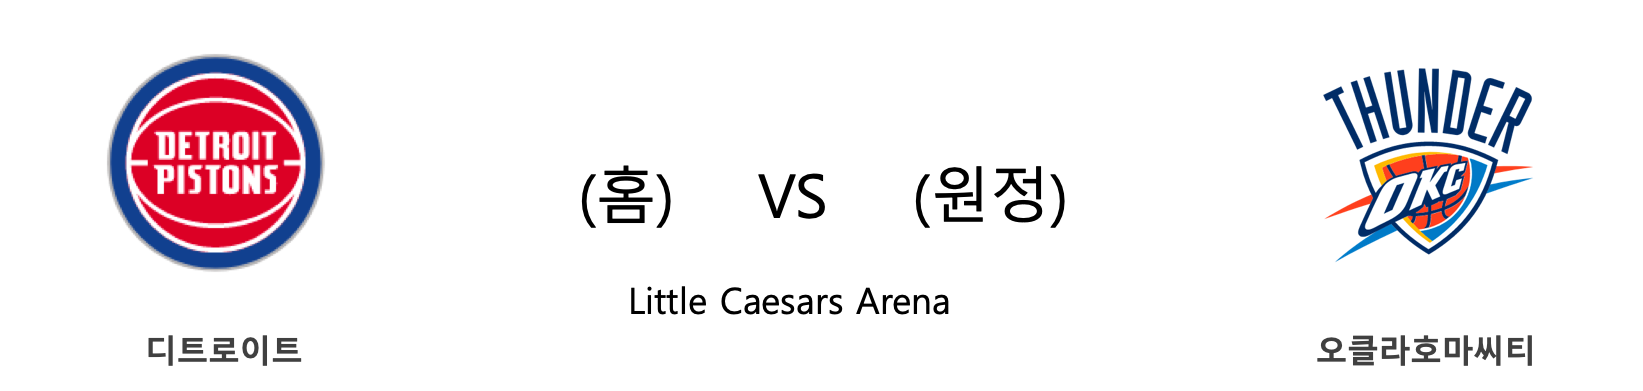 DETROIT
PISTONS
THUNDER
OKC
(홈) VS (원정)
Little Caesars Arena
디트로이트
오클라호마씨티